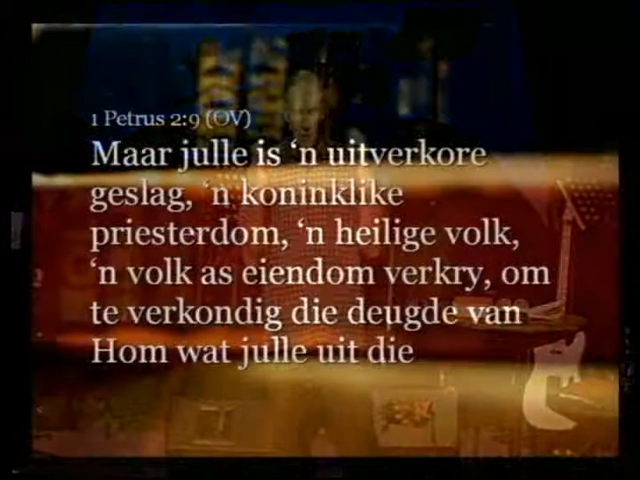 1 Petrus 2:9 (OV)
Maar julle is ‘n uitverkore
geslag, ‘n koninklike
priesterdom, ‘n heilige volk,
‘n volk as eiendom verkry, om
te verkondig die deugde van
Hom wat julle uit die